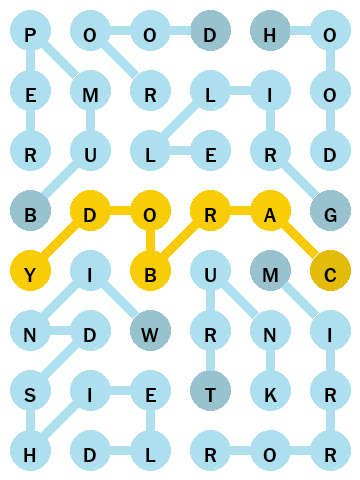 P O O D H O
E M R L I O
R U L E R D
B D O R A G
Y I B U M C
N D W R N I
S I E T K R
H D L R O R